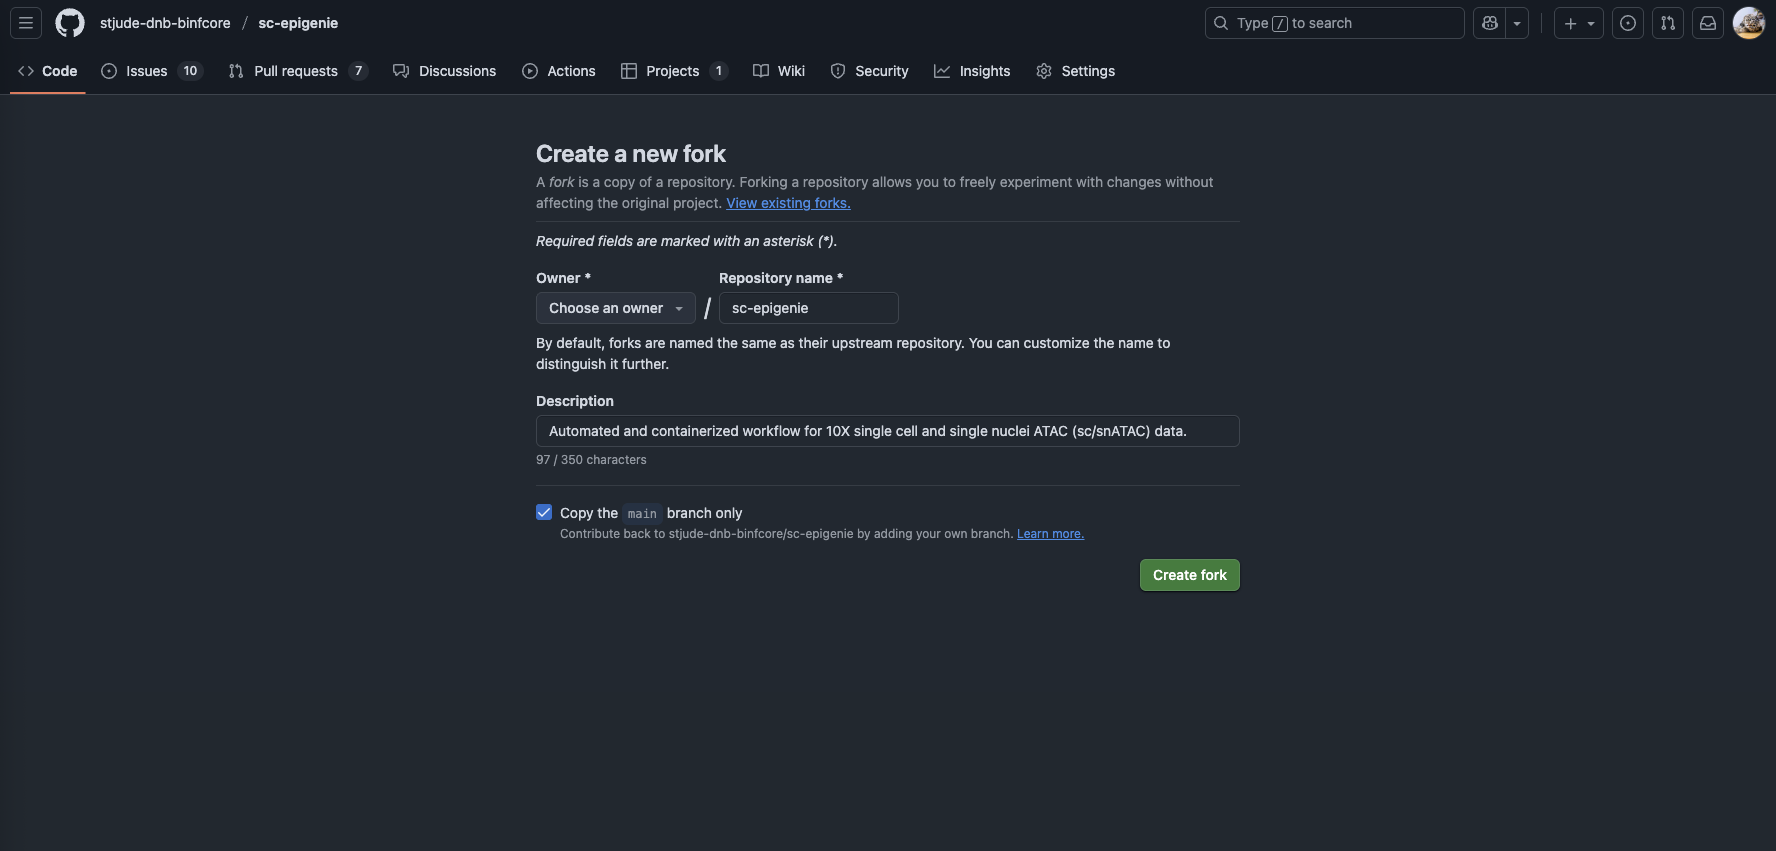 stjude-dnb-binfcore / sc-epigenie
Type / to search
Code
Issues 10
Pull requests 7
Discussions
Actions
Projects 1
Wiki
Security
Insights
Settings
Create a new fork
A fork is a copy of a repository. Forking a repository allows you to freely experiment with changes without
affecting the original project. View existing forks.
Required fields are marked with an asterisk (*).
Owner *
Repository name *
Choose an owner / sc-epigenie
By default, forks are named the same as their upstream repository. You can customize the name to
distinguish it further.
Description
Automated and containerized workflow for 10X single cell and single nuclei ATAC (sc/snATAC) data.
97 / 350 characters
Copy the main branch only
Contribute back to stjude-dnb-binfcore/sc-epigenie by adding your own branch. Learn more.
Create fork